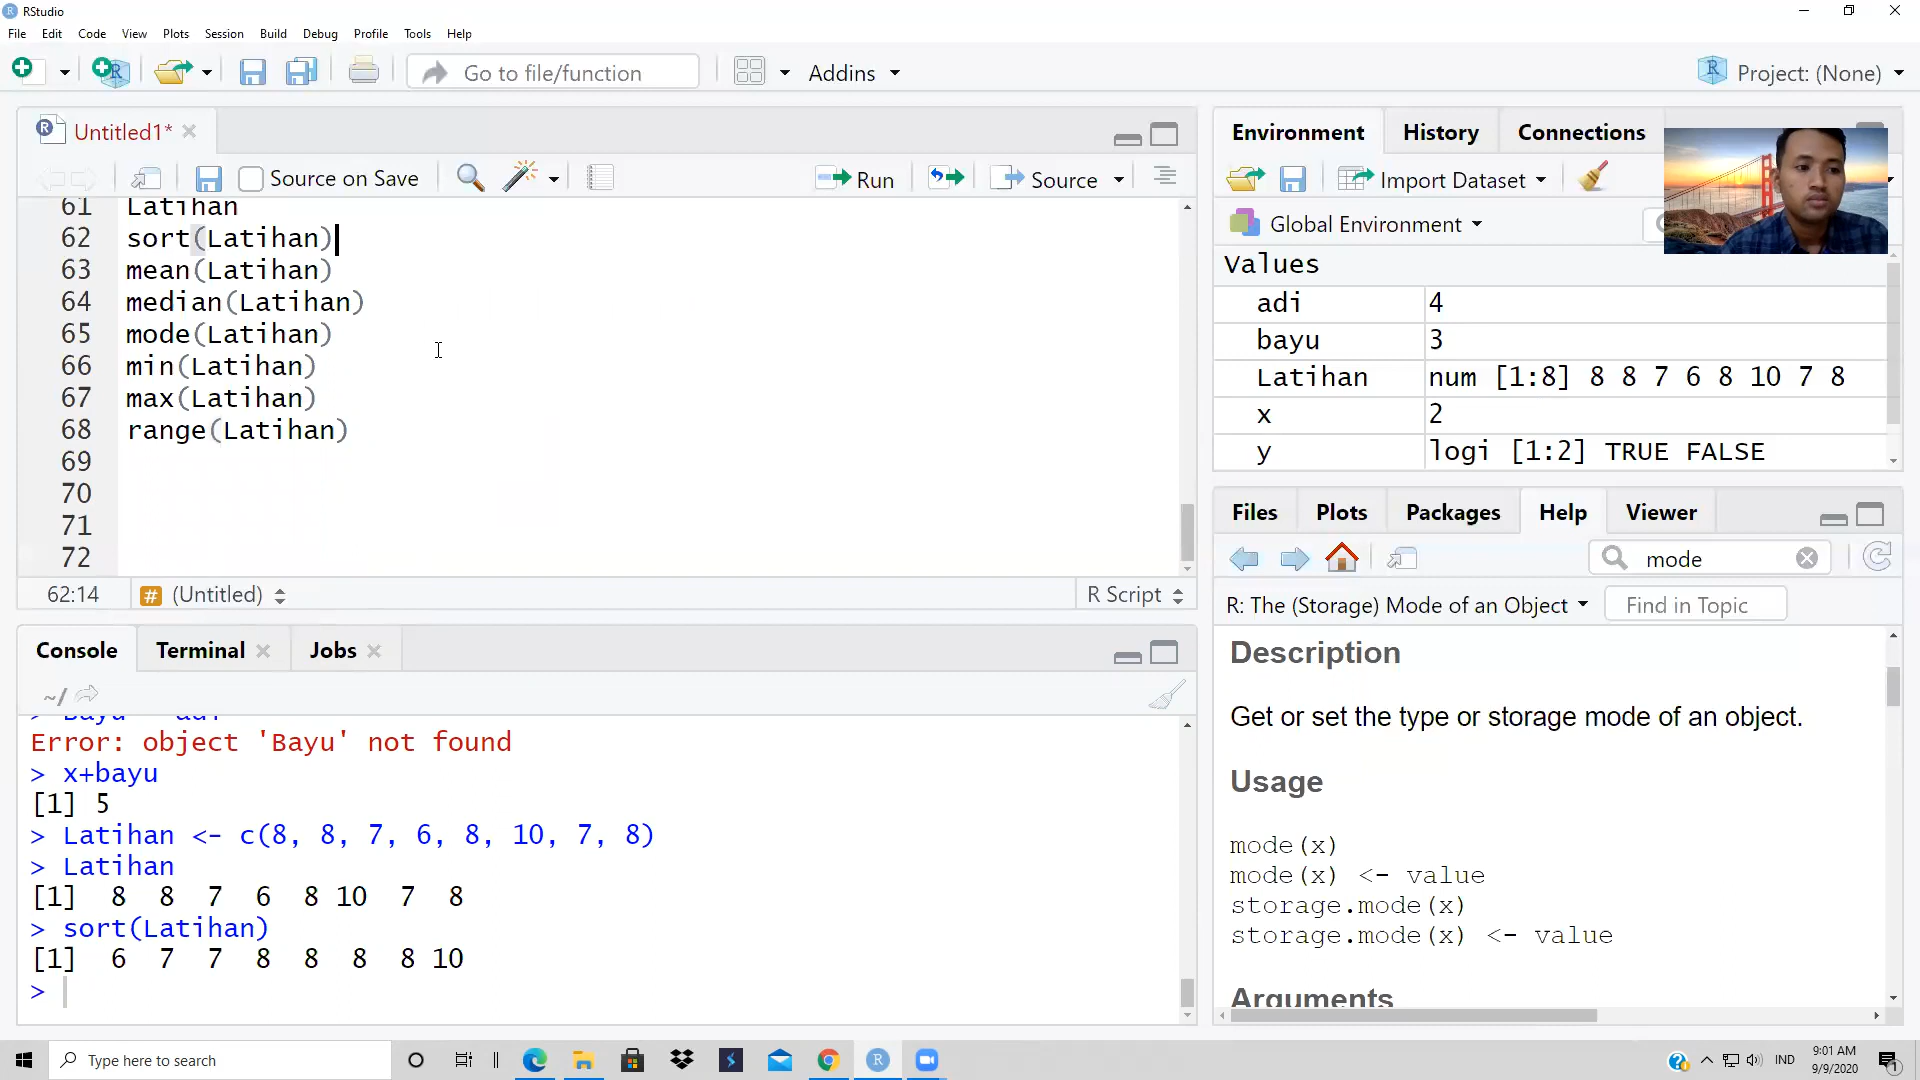 RStudio
File Edit Code View Plots Session Build Debug Profile Tools Help
Go to file/function Addins Project: (None)
Untitled1*
Source on Save Run Source
61 Latihan
62 sort(Latihan)
63 mean(Latihan)
64 median(Latihan)
65 mode(Latihan)
66 min(Latihan)
67 max(Latihan)
68 range(Latihan)
69
70
71
72
62:14 # (Untitled) R Script
Console Terminal Jobs
~/
> Bayu adi
Error: object 'Bayu' not found
> x+bayu
[1] 5
> Latihan <- c(8, 8, 7, 6, 8, 10, 7, 8)
> Latihan
[1] 8 8 7 6 8 10 7 8
> sort(Latihan)
[1] 6 7 7 8 8 8 8 10
>
Environment History Connections
Import Dataset
Global Environment
Values
adi 4
bayu 3
Latihan num [1:8] 8 8 7 6 8 10 7 8
x 2
y logi [1:2] TRUE FALSE
Files Plots Packages Help Viewer
mode
R: The (Storage) Mode of an Object Find in Topic
Description
Get or set the type or storage mode of an object.
Usage
mode(x)
mode(x) <- value
storage.mode(x)
storage.mode(x) <- value
Arguments
Type here to search IND 9:01 AM
9/9/2020